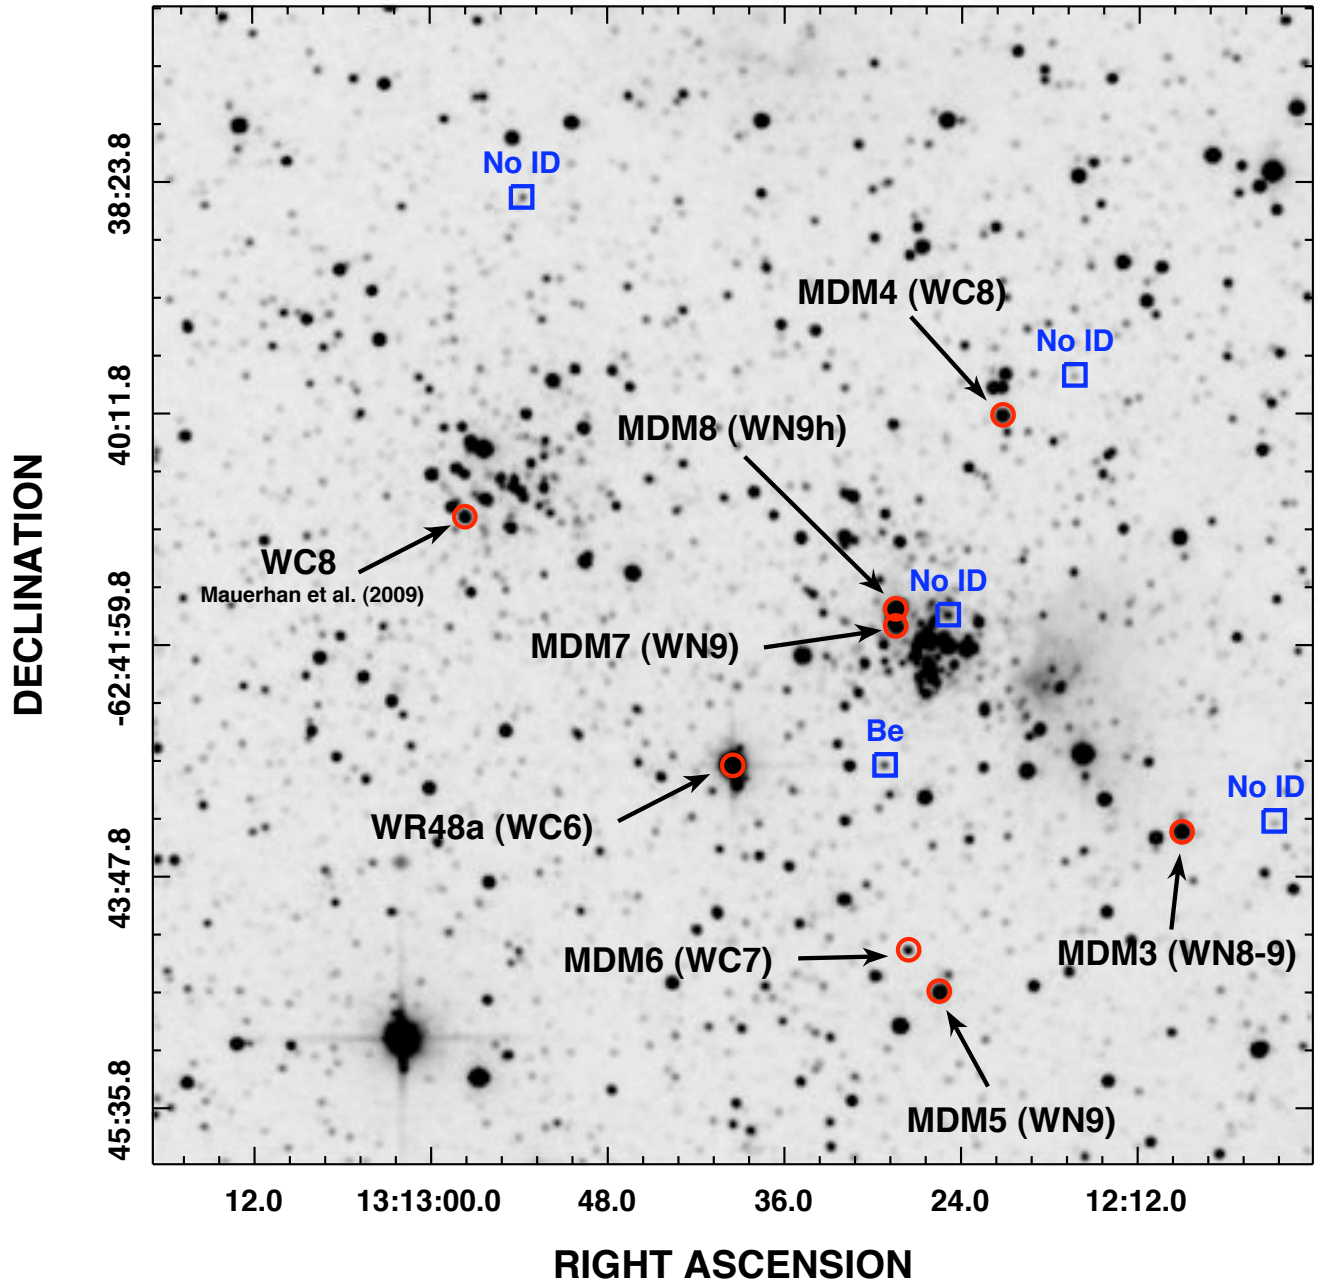 No ID
MDM4 (WC8)
No ID
MDM8 (WN9h)
WC8
Mauerhan et al. (2009)
No ID
MDM7 (WN9)
Be
WR48a (WC6)
No ID
MDM6 (WC7)
MDM3 (WN8-9)
MDM5 (WN9)
DECLINATION
38:23.8
40:11.8
-62:41:59.8
43:47.8
45:35.8
12.0
13:13:00.0
48.0
36.0
24.0
12:12.0
RIGHT ASCENSION